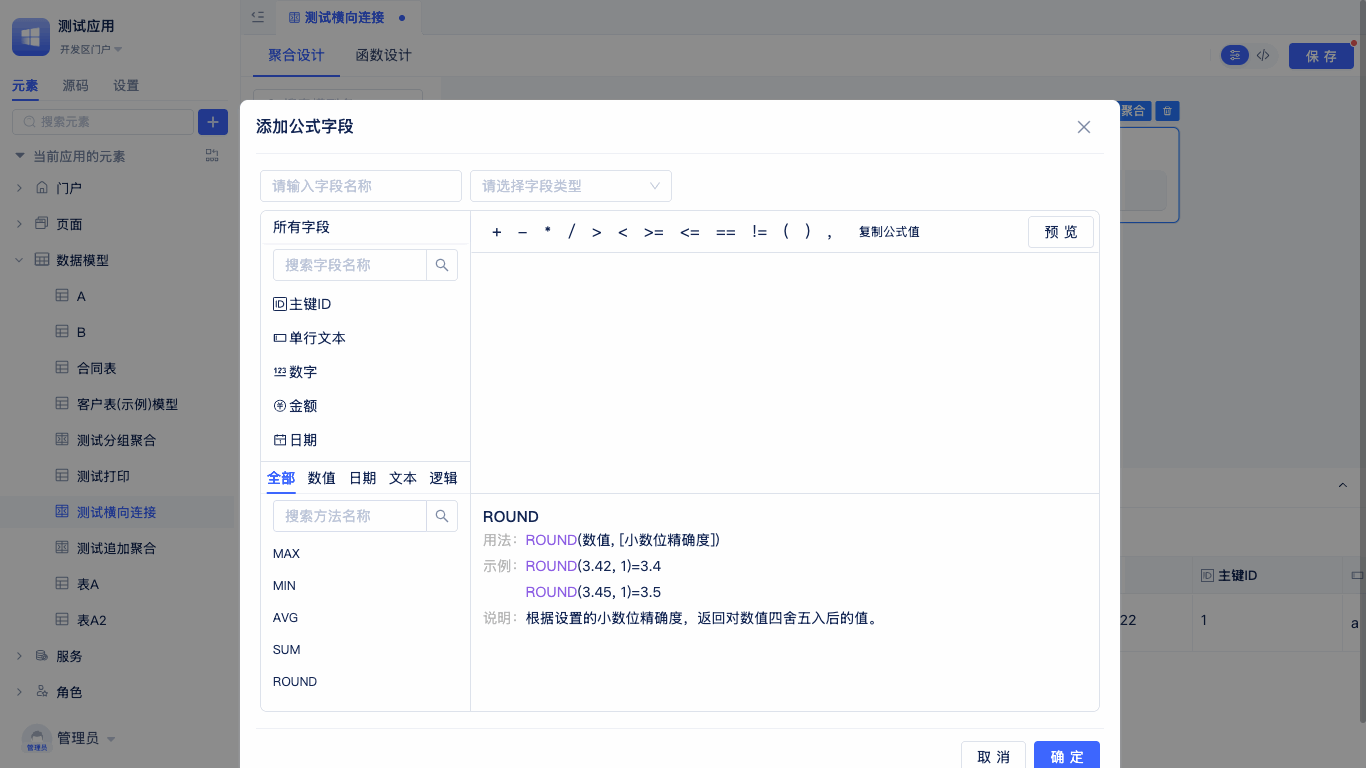 测试应用
开发区门户
元素
源码
设置
搜索元素
当前应用的元素
门户
页面
数据模型
A
B
合同表
客户表(示例)模型
测试分组聚合
测试打印
测试横向连接
测试追加聚合
表A
表A2
服务
角色
管理员
管理员
测试横向连接
聚合设计
函数设计
保 存
聚合
添加公式字段
请输入字段名称
请选择字段类型
所有字段
搜索字段名称
主键ID
单行文本
数字
金额
日期
+ − * / > < >= <= == != ( ) , 复制公式值
预 览
全部 数值 日期 文本 逻辑
搜索方法名称
MAX
MIN
AVG
SUM
ROUND
ROUND
用法：ROUND(数值, [小数位精确度])
示例：ROUND(3.42, 1)=3.4
ROUND(3.45, 1)=3.5
说明：根据设置的小数位精确度，返回对数值四舍五入后的值。
取 消
确 定
主键ID
22
1
a